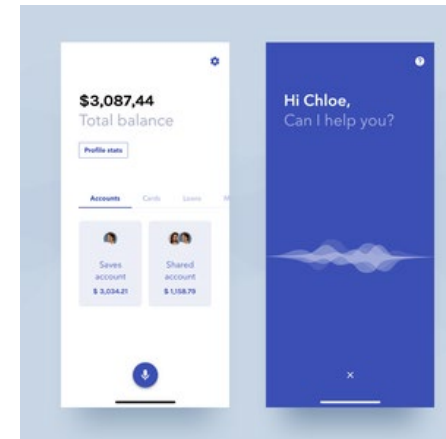 $3,087,44
Total balance
Profile stats
Accounts Cards Loans M
Saves
account
$ 3,034.21
Shared
account
$ 1,158.79
Hi Chloe,
Can I help you?